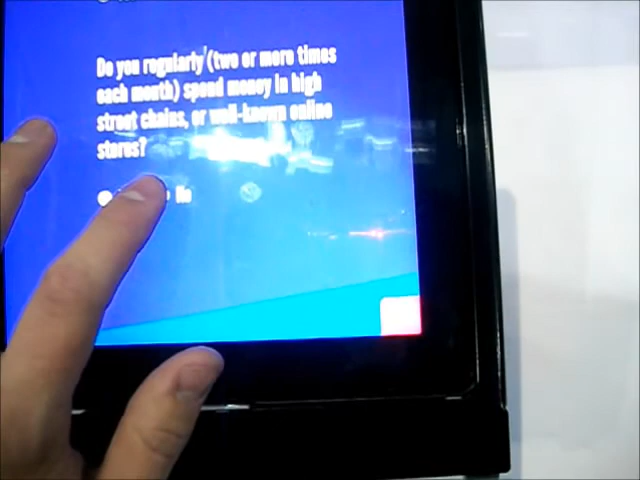 Do you regularly (two or more times
each month) spend money in high
street chains, or well-known online
stores?
No